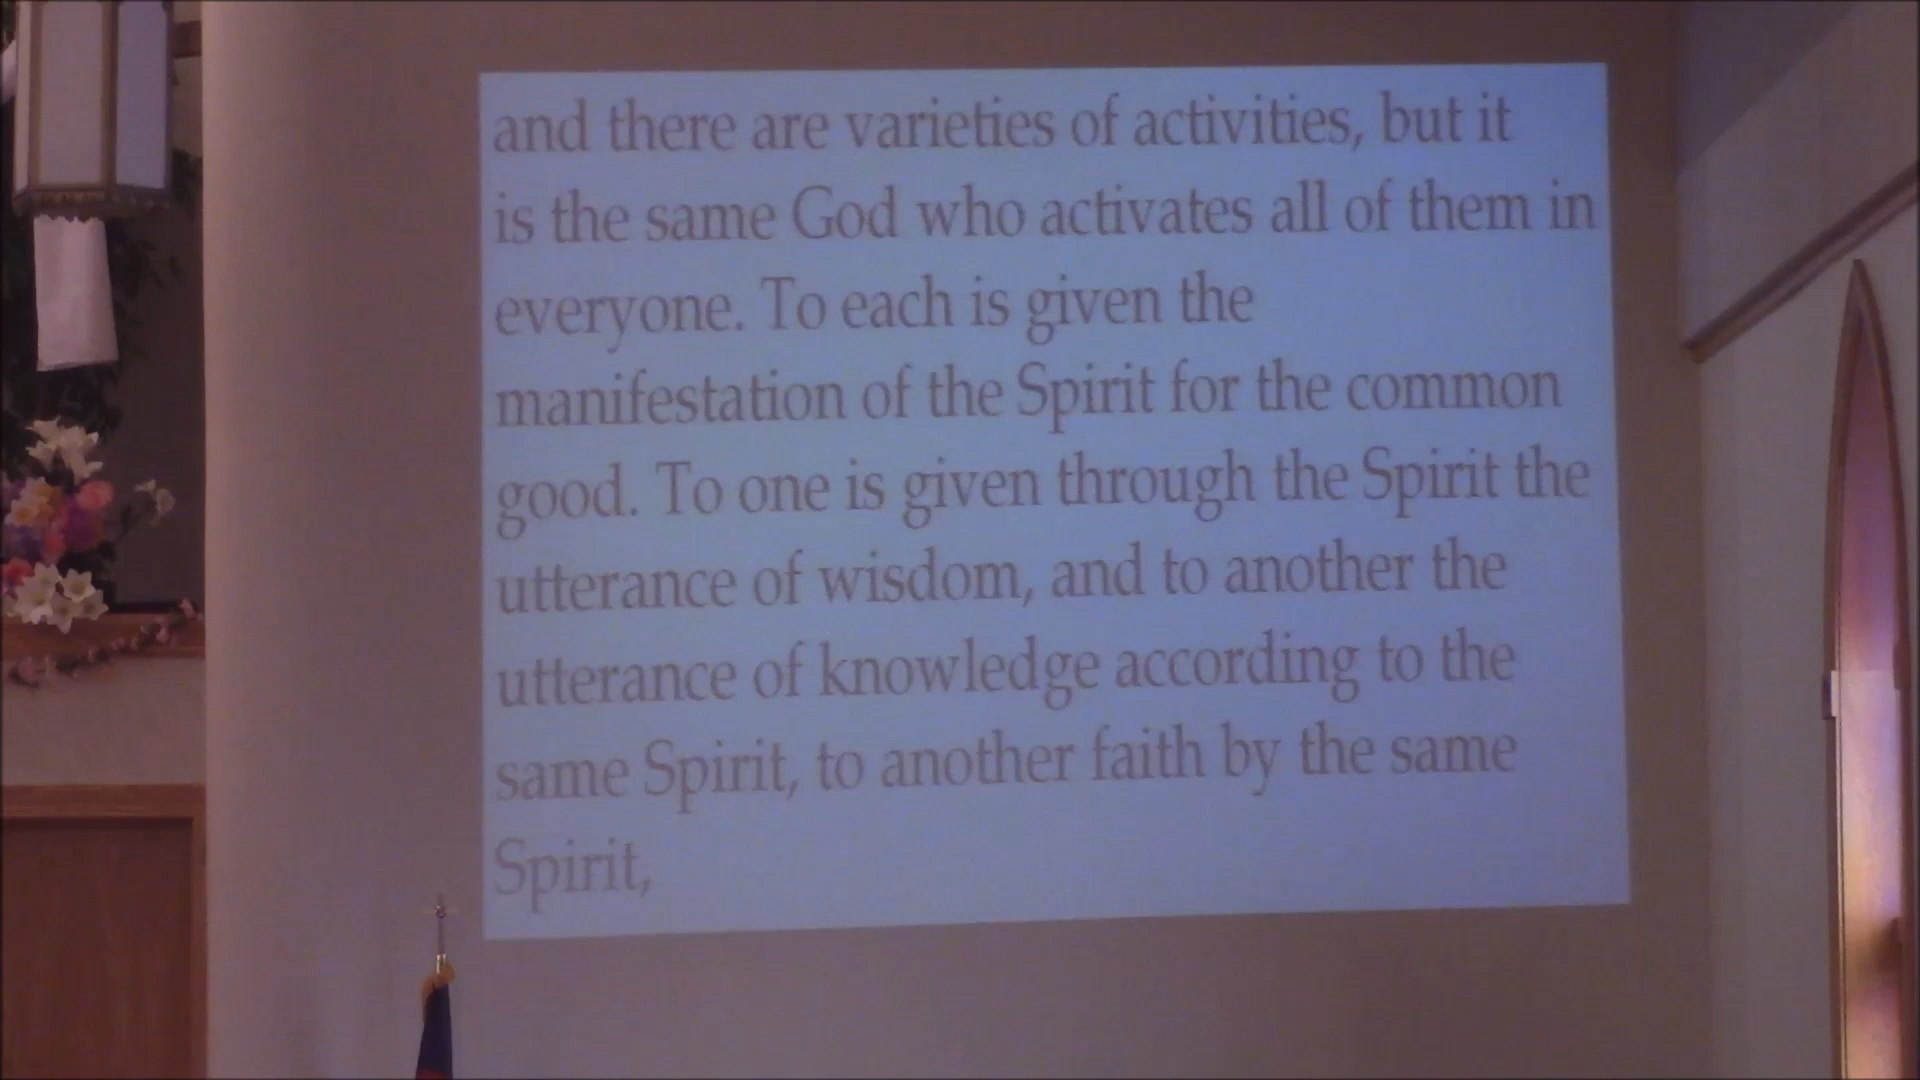 and there are varieties of activities, but it
is the same God who activates all of them in
everyone. To each is given the
manifestation of the Spirit for the common
good. To one is given through the Spirit the
utterance of wisdom, and to another the
utterance of knowledge according to the
same Spirit, to another faith by the same
Spirit,